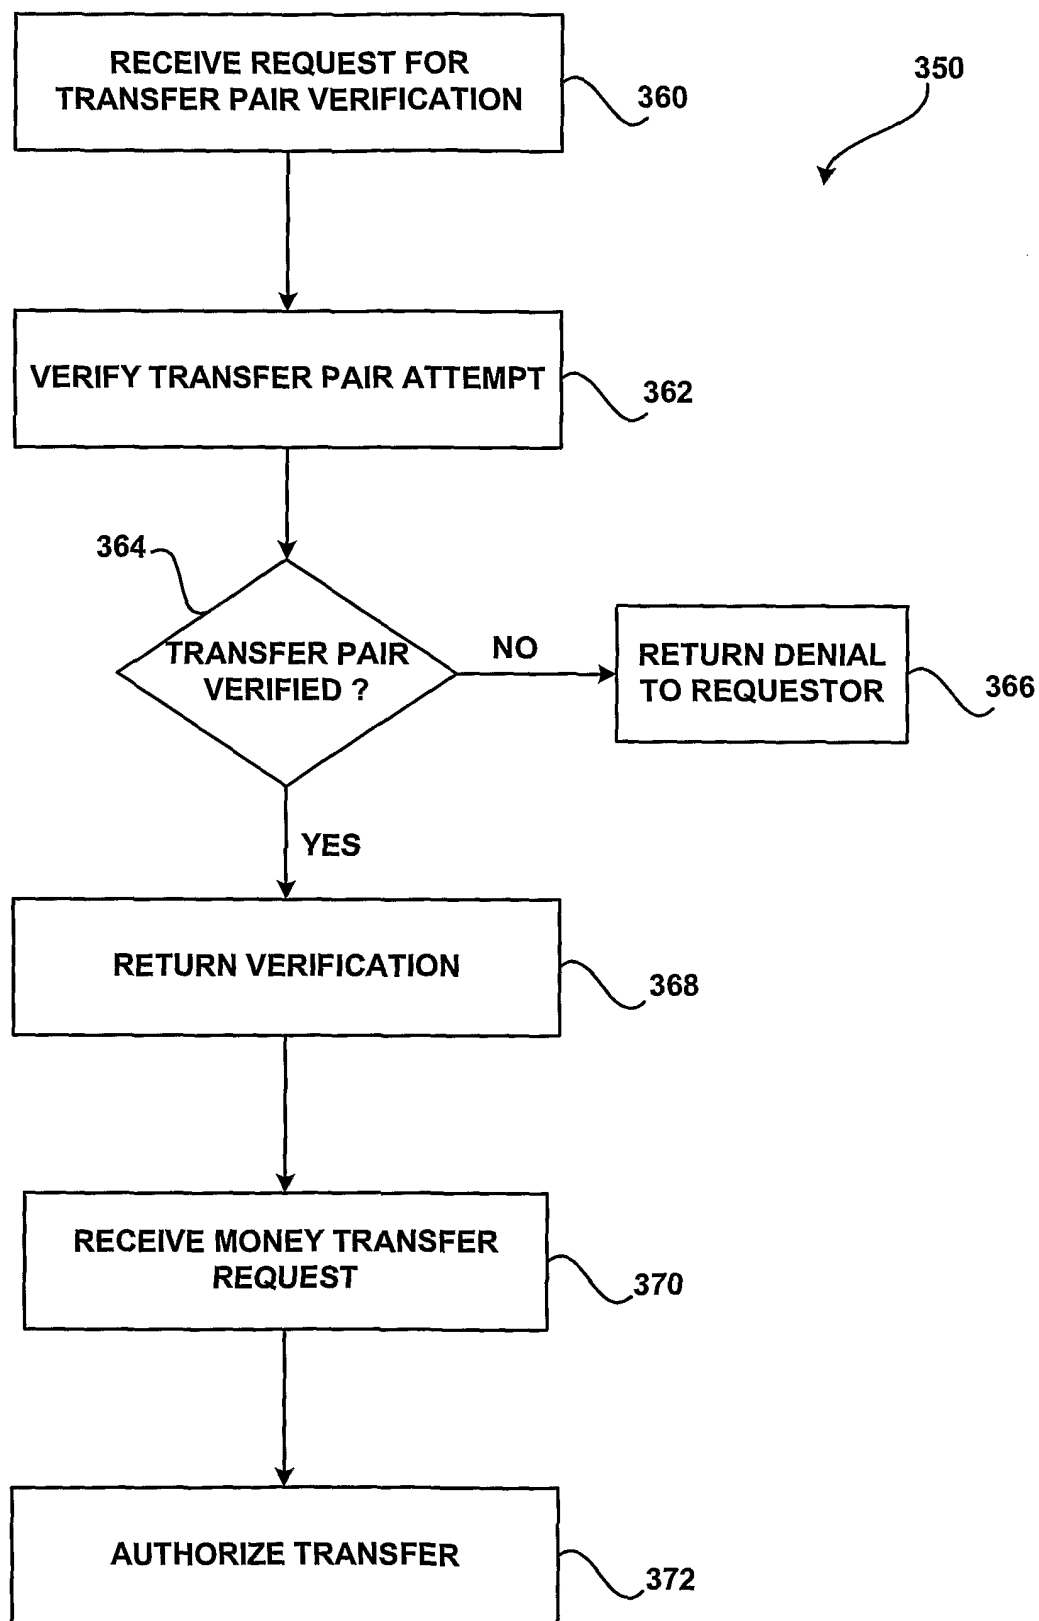 RECEIVE REQUEST FOR
TRANSFER PAIR VERIFICATION
360
350
VERIFY TRANSFER PAIR ATTEMPT
362
364
TRANSFER PAIR
VERIFIED ?
NO
RETURN DENIAL
TO REQUESTOR
366
YES
RETURN VERIFICATION
368
RECEIVE MONEY TRANSFER
REQUEST
370
AUTHORIZE TRANSFER
372